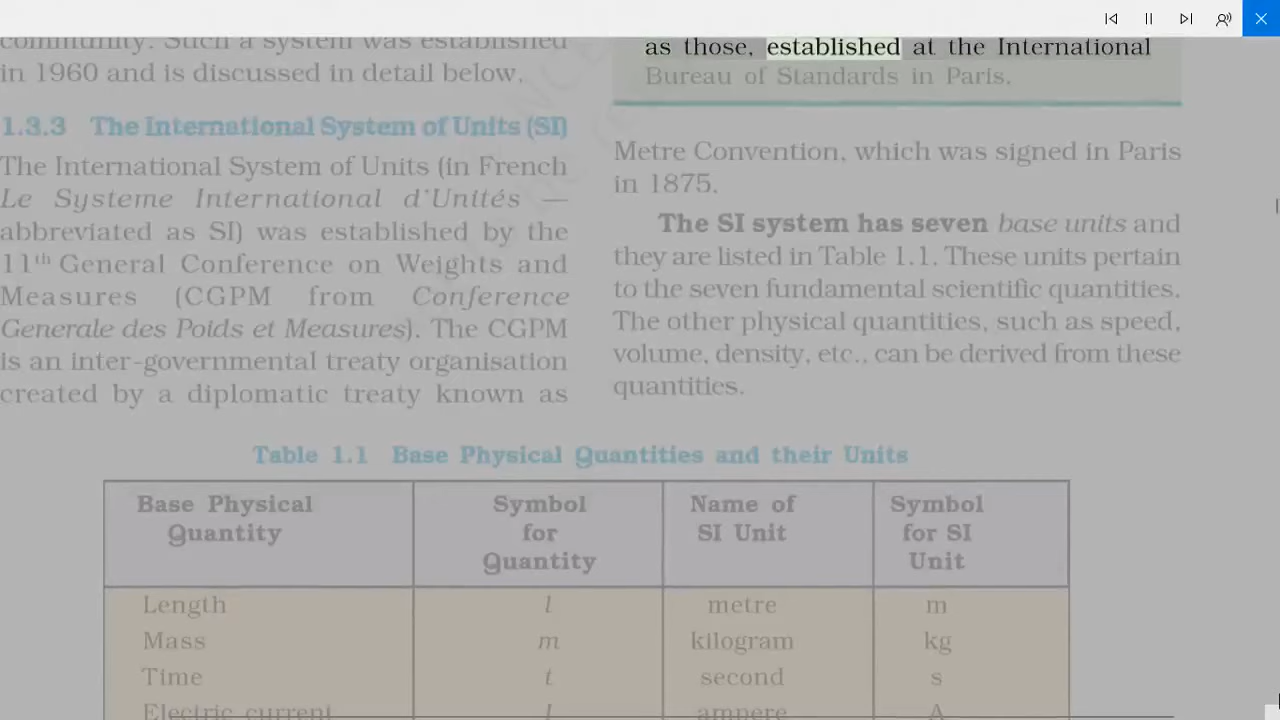 community. Such a system was established
in 1960 and is discussed in detail below.
1.3.3 The International System of Units (SI)
The International System of Units (in French
Le Systeme International d'Unités —
abbreviated as SI) was established by the
11th General Conference on Weights and
Measures (CGPM from Conference
Generale des Poids et Measures). The CGPM
is an inter-governmental treaty organisation
created by a diplomatic treaty known as
as those, established at the International
Bureau of Standards in Paris.
Metre Convention, which was signed in Paris
in 1875.
The SI system has seven base units and
they are listed in Table 1.1. These units pertain
to the seven fundamental scientific quantities.
The other physical quantities, such as speed,
volume, density, etc., can be derived from these
quantities.
Table 1.1 Base Physical Quantities and their Units
Base Physical Quantity
Symbol for Quantity
Name of SI Unit
Symbol for SI Unit
Length l metre m
Mass m kilogram kg
Time t second s
Electric current I ampere A